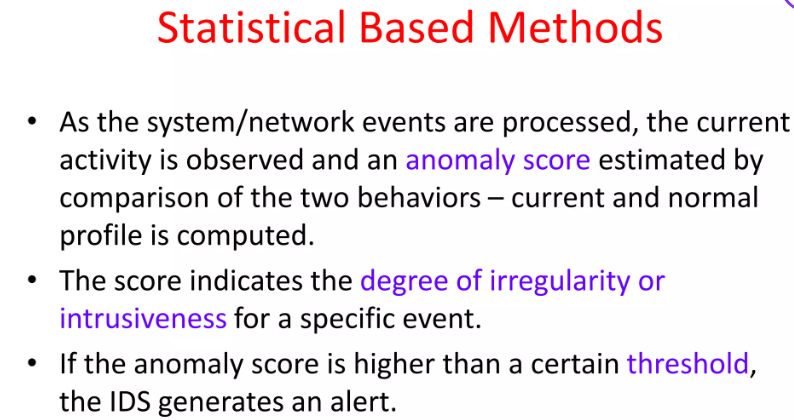 Statistical Based Methods
• As the system/network events are processed, the current
activity is observed and an anomaly score estimated by
comparison of the two behaviors – current and normal
profile is computed.
• The score indicates the degree of irregularity or
intrusiveness for a specific event.
• If the anomaly score is higher than a certain threshold,
the IDS generates an alert.